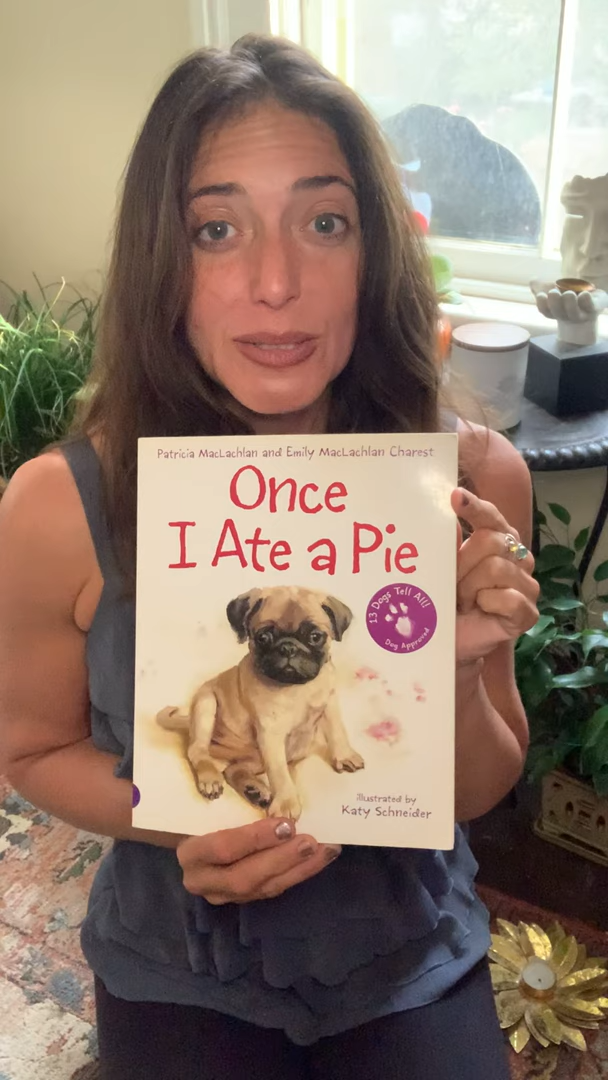 Patricia MacLachlan and Emily MacLachlan Charest
Once
I Ate a Pie
13 Dogs Tell All!
Dog Approved
illustrated by
Katy Schneider